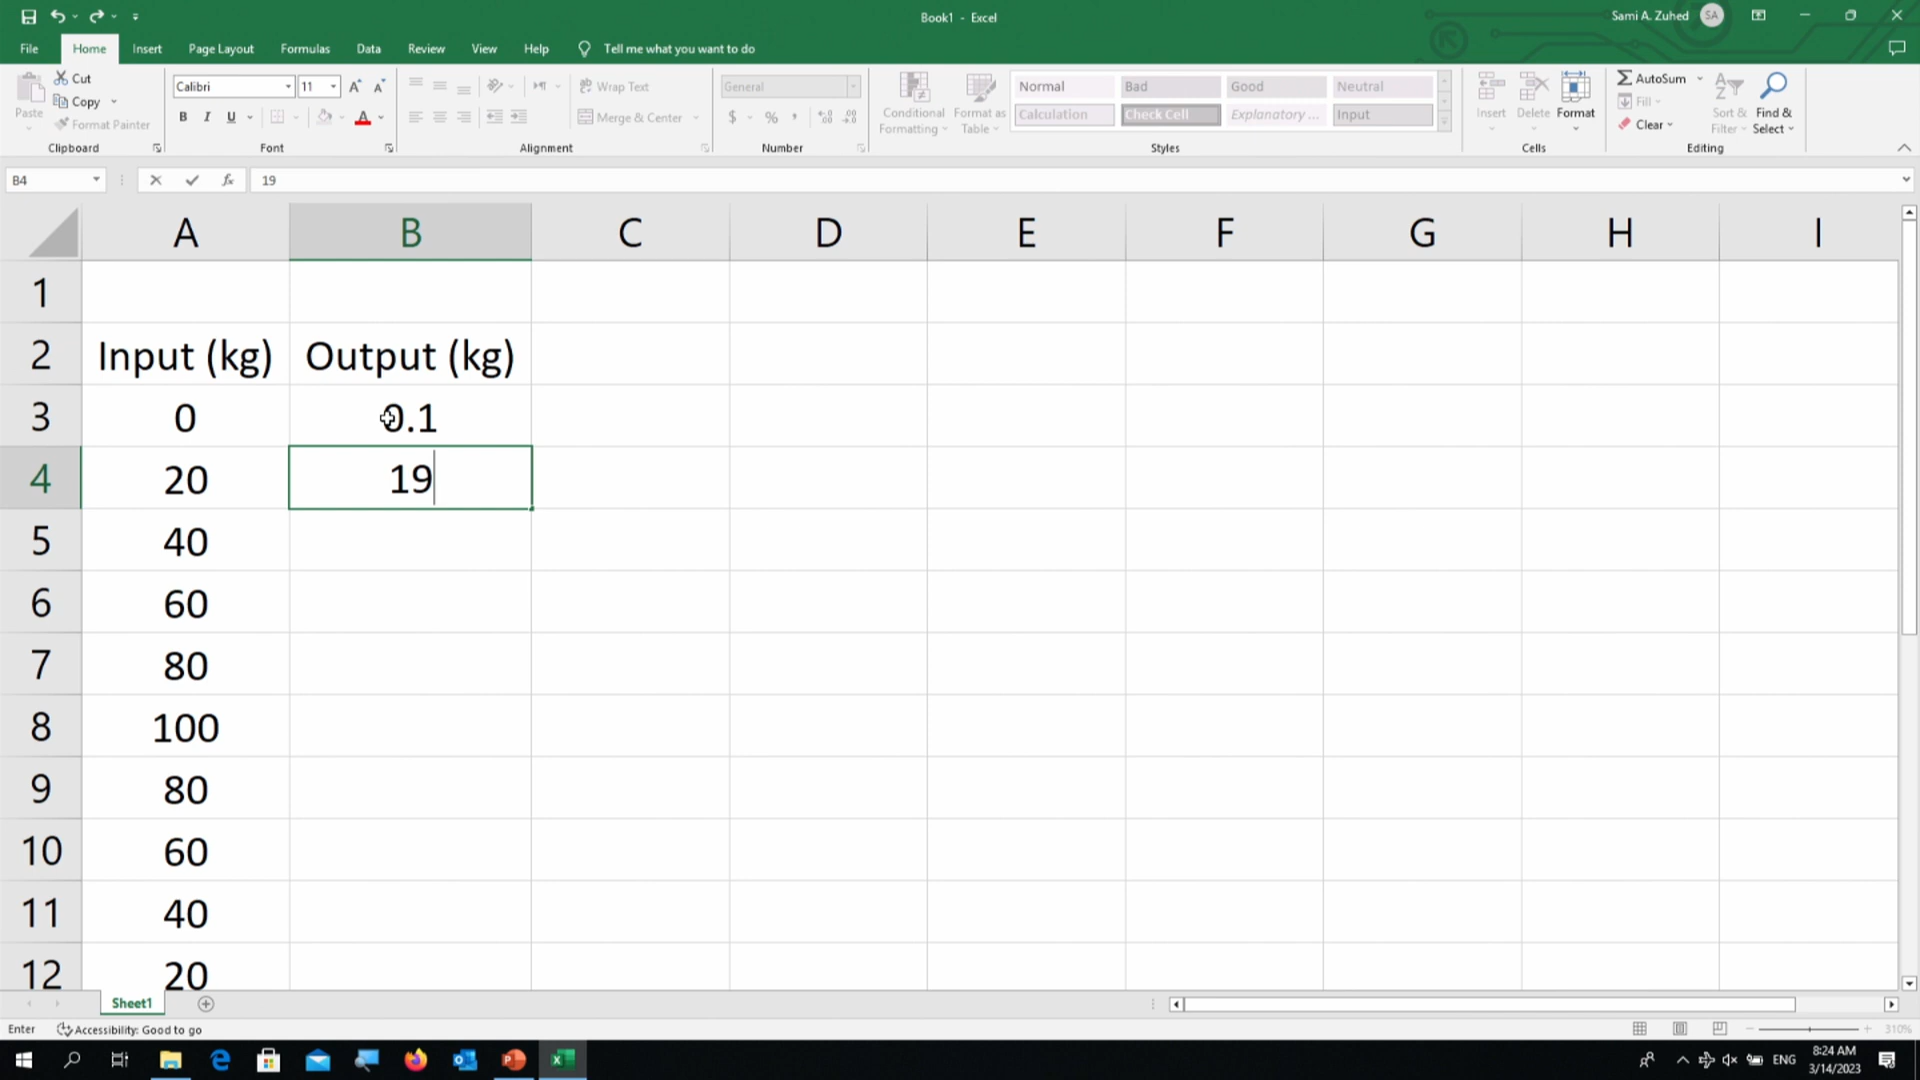 Book1 - Excel
Sami A. Zuhed SA
File Home Insert Page Layout Formulas Data Review View Help Tell me what you want to do
Paste
Cut
Copy
Format Painter
Clipboard
Calibri 11 A A
B I U A
Font
Wrap Text
Merge & Center
Alignment
General
$ % ,
Number
Conditional Formatting
Format as Table
Normal Bad Good Neutral
Calculation Check Cell Explanatory ... Input
Styles
Insert Delete Format
Cells
AutoSum
Fill
Clear
Sort & Filter
Find & Select
Editing
B4 fx 19
A B C D E F G H I
1
2 Input (kg) Output (kg)
3 0 0.1
4 20 19
5 40
6 60
7 80
8 100
9 80
10 60
11 40
12 20
Sheet1
Enter Accessibility: Good to go 310%
ENG 8:24 AM
3/14/2023